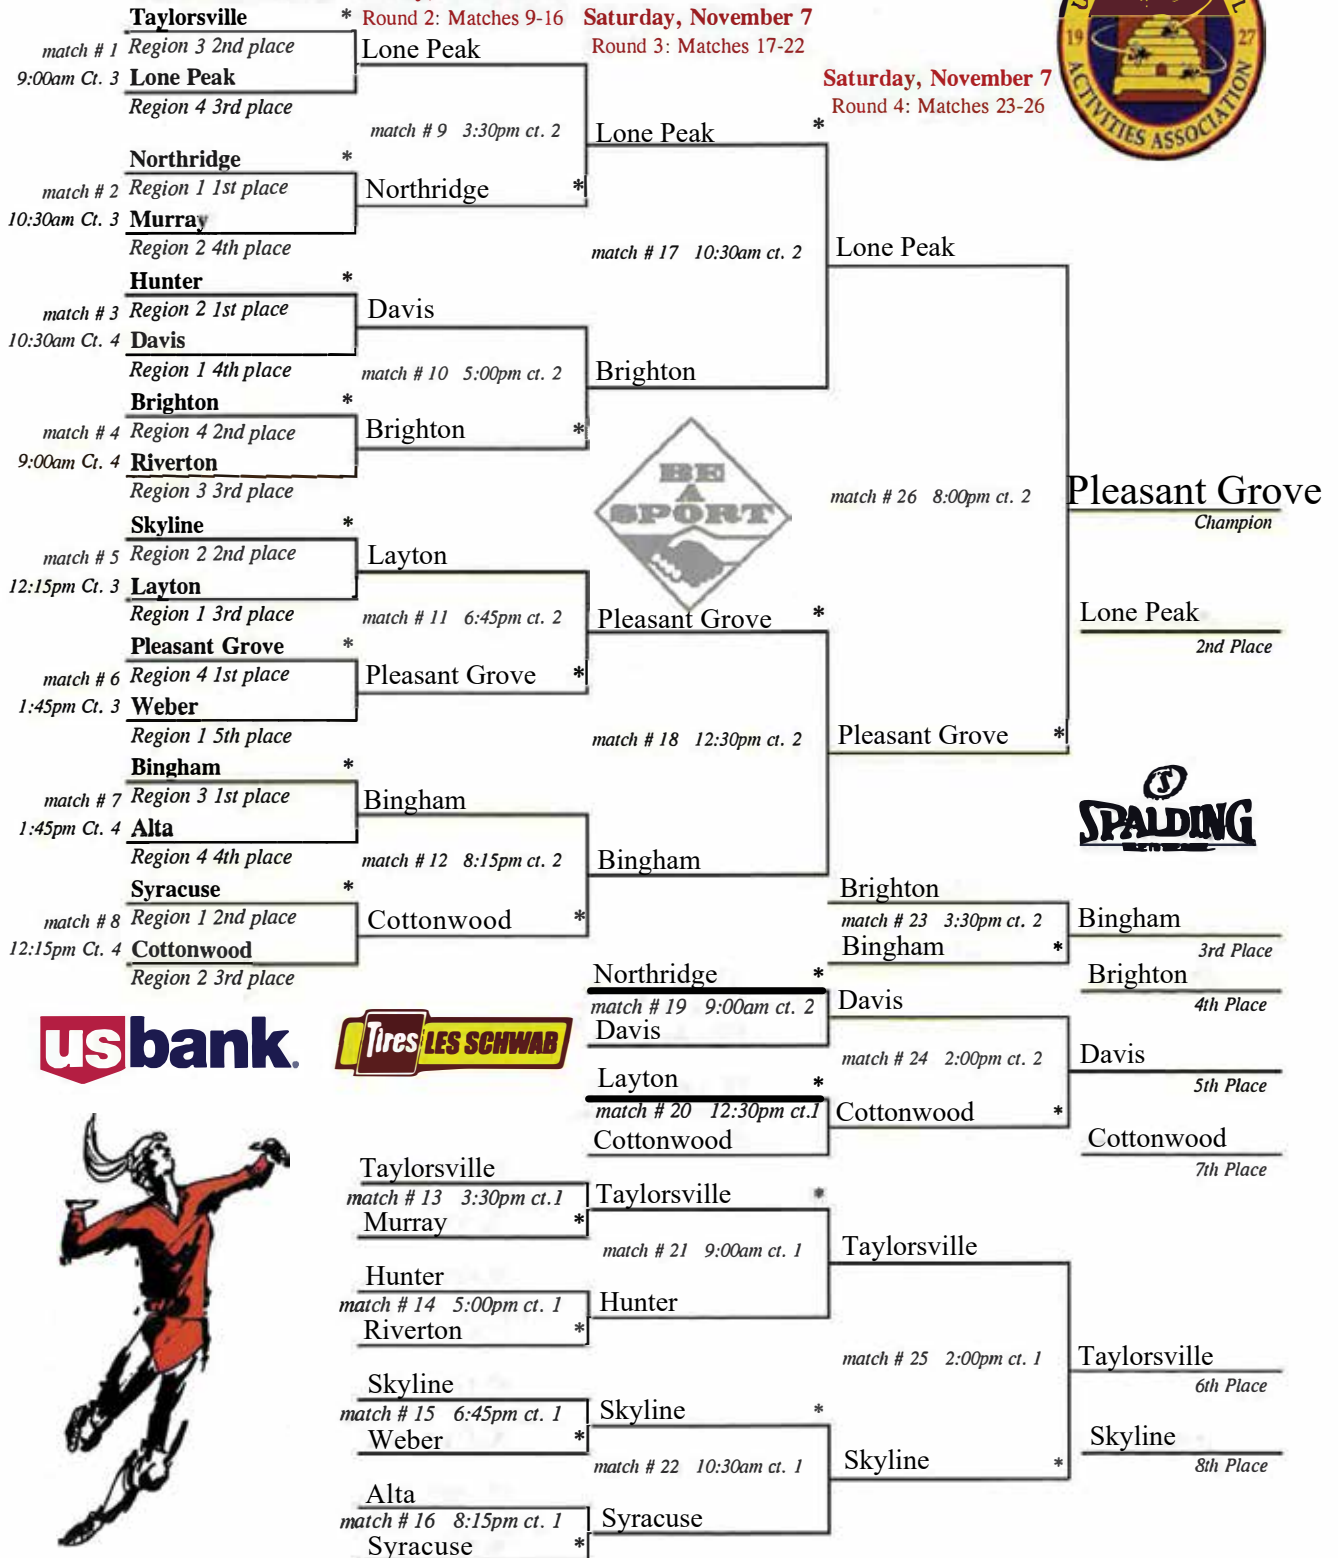 Taylorsville *
Round 2: Matches 9-16
Saturday, November 7
Round 3: Matches 17-22
Saturday, November 7
Round 4: Matches 23-26
19 27
ACTIVITIES ASSOCIATION
match # 1 Region 3 2nd place
9:00am Ct. 3 Lone Peak
Region 4 3rd place
Northridge *
match # 2 Region 1 1st place
10:30am Ct. 3 Murray
Region 2 4th place
Hunter *
match # 3 Region 2 1st place
10:30am Ct. 4 Davis
Region 1 4th place
Brighton *
match # 4 Region 4 2nd place
9:00am Ct. 4 Riverton
Region 3 3rd place
Skyline *
match # 5 Region 2 2nd place
12:15pm Ct. 3 Layton
Region 1 3rd place
Pleasant Grove *
match # 6 Region 4 1st place
1:45pm Ct. 3 Weber
Region 1 5th place
Bingham *
match # 7 Region 3 1st place
1:45pm Ct. 4 Alta
Region 4 4th place
Syracuse *
match # 8 Region 1 2nd place
12:15pm Ct. 4 Cottonwood
Region 2 3rd place
Lone Peak
match # 9 3:30pm ct. 2
Northridge *
Davis
match # 10 5:00pm ct. 2
Brighton *
Layton
match # 11 6:45pm ct. 2
Pleasant Grove *
Bingham
match # 12 8:15pm ct. 2
Cottonwood *
Lone Peak *
match # 17 10:30am ct. 2
Brighton
BE
A
SPORT
Pleasant Grove *
match # 18 12:30pm ct. 2
Bingham
Lone Peak
match # 26 8:00pm ct. 2
Pleasant Grove *
Pleasant Grove
Champion
Lone Peak
2nd Place
SPALDING
Brighton
match # 23 3:30pm ct. 2
Bingham *
Bingham
3rd Place
Brighton
4th Place
Northridge *
match # 19 9:00am ct. 2
Davis
Layton *
match # 20 12:30pm ct.1
Cottonwood
Davis
match # 24 2:00pm ct. 2
Cottonwood *
Davis
5th Place
Cottonwood
7th Place
usbank.
Tires LES SCHWAB
Taylorsville
match # 13 3:30pm ct.1
Murray *
Hunter
match # 14 5:00pm ct. 1
Riverton *
Skyline
match # 15 6:45pm ct. 1
Weber *
Alta
match # 16 8:15pm ct. 1
Syracuse *
Taylorsville *
match # 21 9:00am ct. 1
Hunter
Skyline *
match # 22 10:30am ct. 1
Syracuse
Taylorsville
match # 25 2:00pm ct. 1
Skyline *
Taylorsville
6th Place
Skyline
8th Place